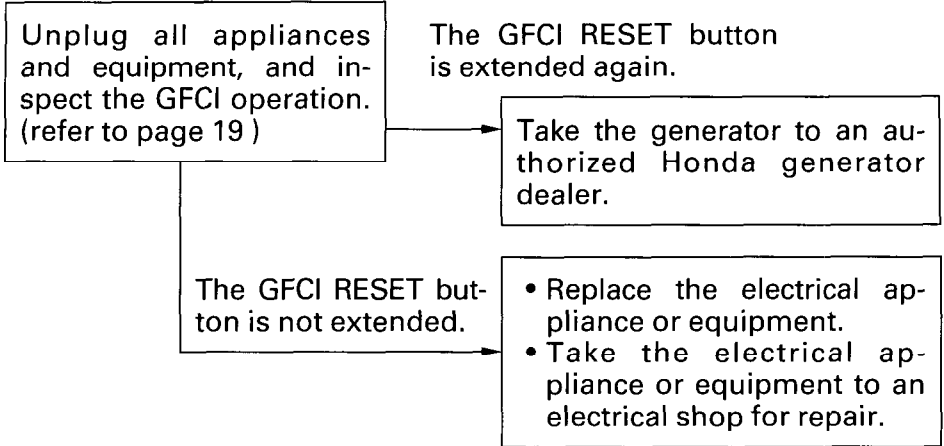 Unplug all appliances
and equipment, and in-
spect the GFCI operation.
(refer to page 19 )
The GFCI RESET button
is extended again.
Take the generator to an au-
thorized Honda generator
dealer.
The GFCI RESET but-
ton is not extended.
• Replace the electrical ap-
pliance or equipment.
• Take the electrical ap-
pliance or equipment to an
electrical shop for repair.